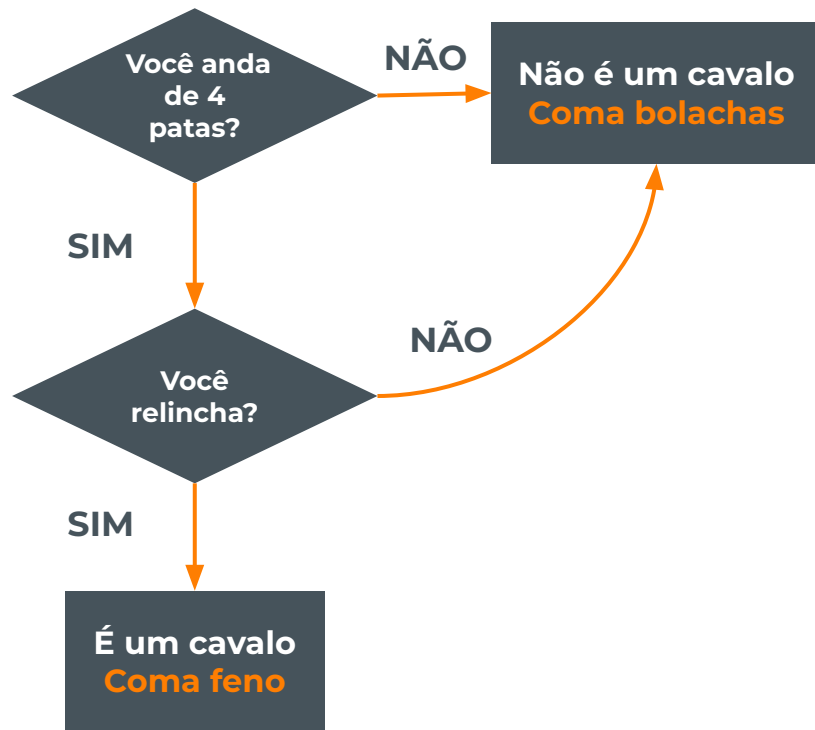 Você anda
de 4
patas?
NÃO
Não é um cavalo
Coma bolachas
SIM
NÃO
Você
relincha?
SIM
É um cavalo
Coma feno